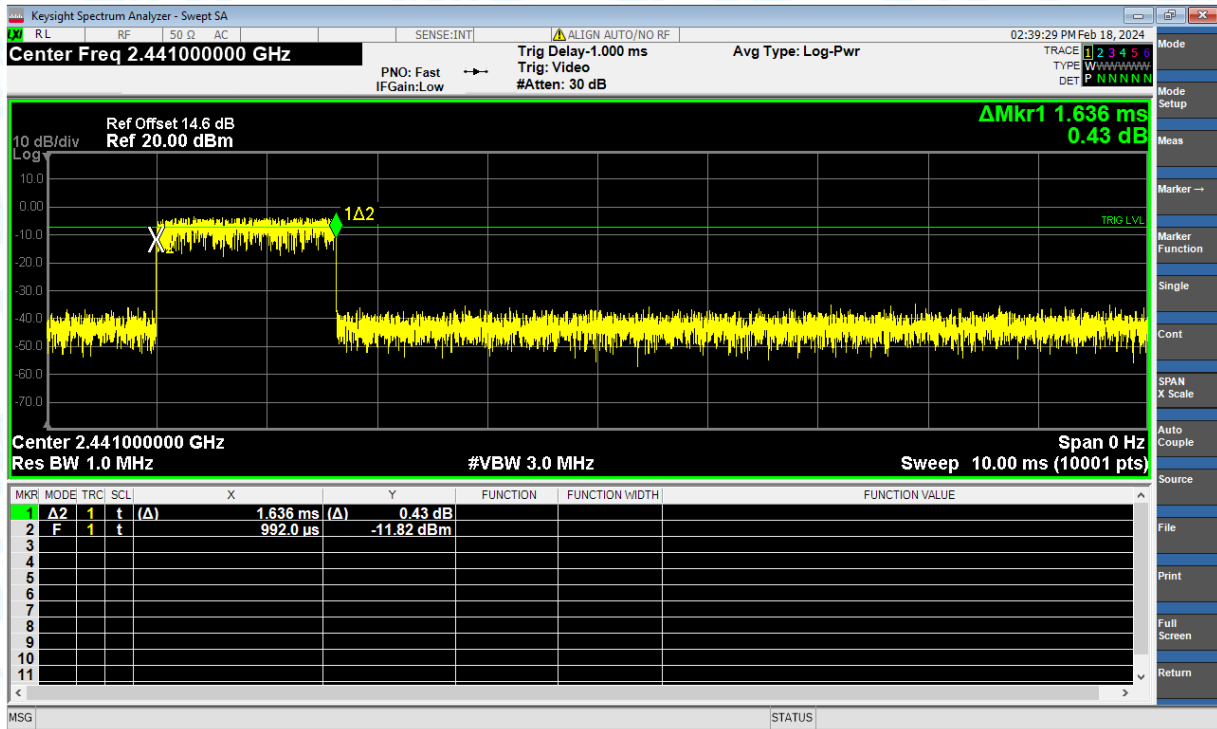 Keysight Spectrum Analyzer - Swept SA
LXI RL RF 50 Ω AC SENSE:INT ALIGN AUTO/NO RF 02:39:29 PM Feb 18, 2024
Center Freq 2.441000000 GHz
PNO: Fast
IFGain:Low
Trig Delay-1.000 ms
Trig: Video
#Atten: 30 dB
Avg Type: Log-Pwr
TRACE 1 2 3 4 5 6
TYPE WWWWWW
DET P N N N N N
ΔMkr1 1.636 ms
0.43 dB
Ref Offset 14.6 dB
10 dB/div Ref 20.00 dBm
Log
10.0
0.00
-10.0
-20.0
-30.0
-40.0
-50.0
-60.0
-70.0
1Δ2
TRIG LVL
Center 2.441000000 GHz Span 0 Hz
Res BW 1.0 MHz #VBW 3.0 MHz Sweep 10.00 ms (10001 pts)
MKR MODE TRC SCL X Y FUNCTION FUNCTION WIDTH FUNCTION VALUE
1 Δ2 1 t (Δ) 1.636 ms (Δ) 0.43 dB
2 F 1 t 992.0 µs -11.82 dBm
3
4
5
6
7
8
9
10
11
MSG STATUS
Mode
Mode
Setup
Meas
Marker →
Marker
Function
Single
Cont
SPAN
X Scale
Auto
Couple
Source
File
Print
Full
Screen
Return